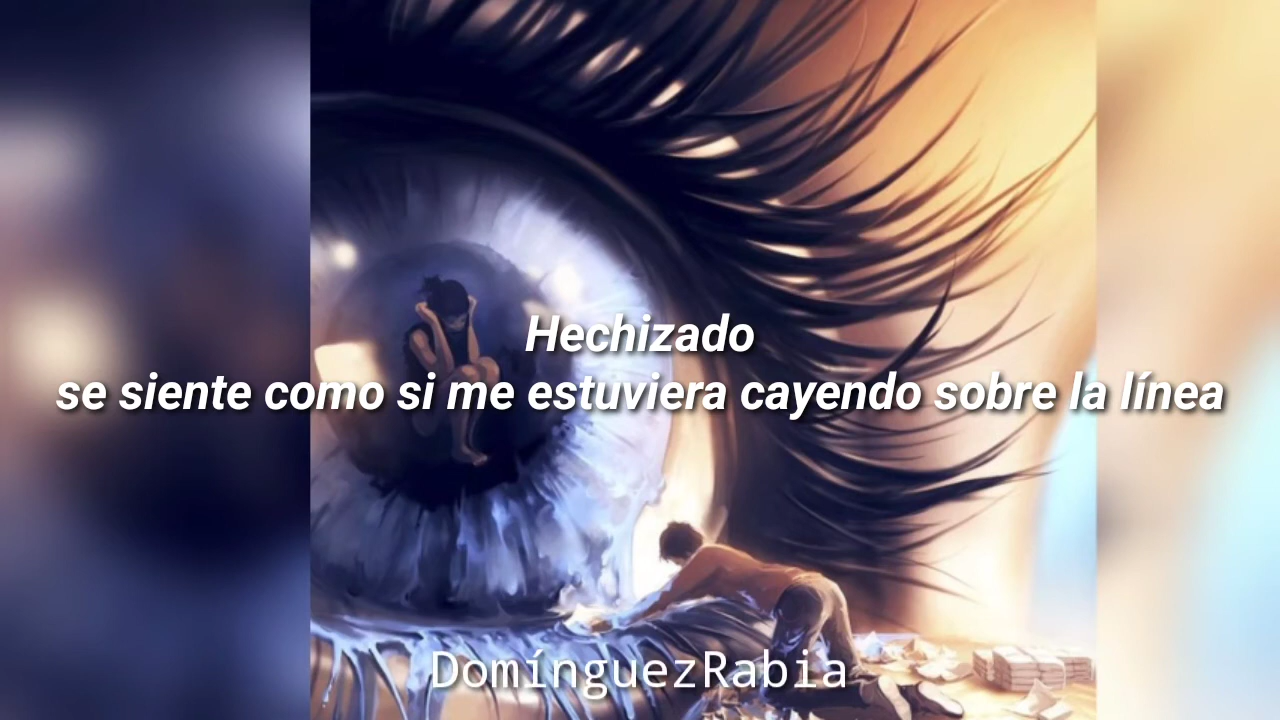 Hechizado
se siente como si me estuviera cayendo sobre la línea
DomínguezRabia